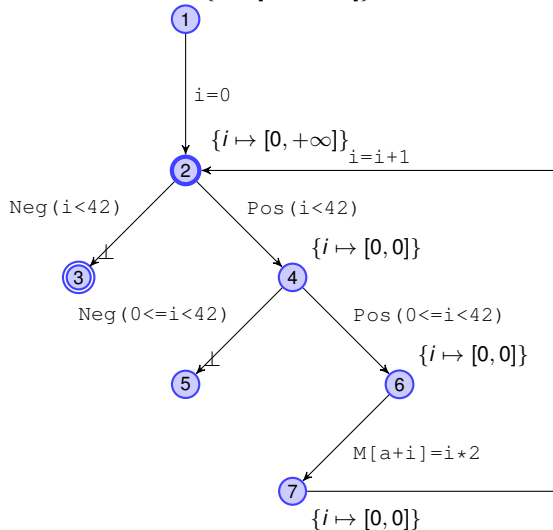 1
i=0
{i ↦ [0, +∞]}
i=i+1
2
Neg(i<42)
Pos(i<42)
⊥
{i ↦ [0, 0]}
3
4
Neg(0<=i<42)
Pos(0<=i<42)
⊥
{i ↦ [0, 0]}
5
6
M[a+i]=i*2
7
{i ↦ [0, 0]}